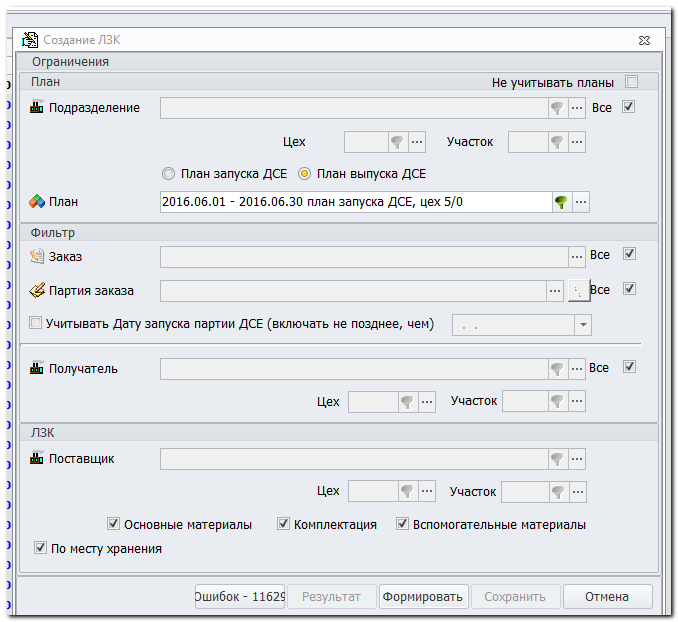 Создание ЛЗК
Ограничения
План
Не учитывать планы
Подразделение ... Все
Цех ... Участок ...
План запуска ДСЕ План выпуска ДСЕ
План 2016.06.01 - 2016.06.30 план запуска ДСЕ, цех 5/0 ...
Фильтр
Заказ ... Все
Партия заказа ... Все
Учитывать Дату запуска партии ДСЕ (включать не позднее, чем) . .
Получатель ... Все
Цех ... Участок ...
ЛЗК
Поставщик ...
Цех ... Участок ...
Основные материалы Комплектация Вспомогательные материалы
По месту хранения
Ошибок - 11629 Результат Формировать Сохранить Отмена